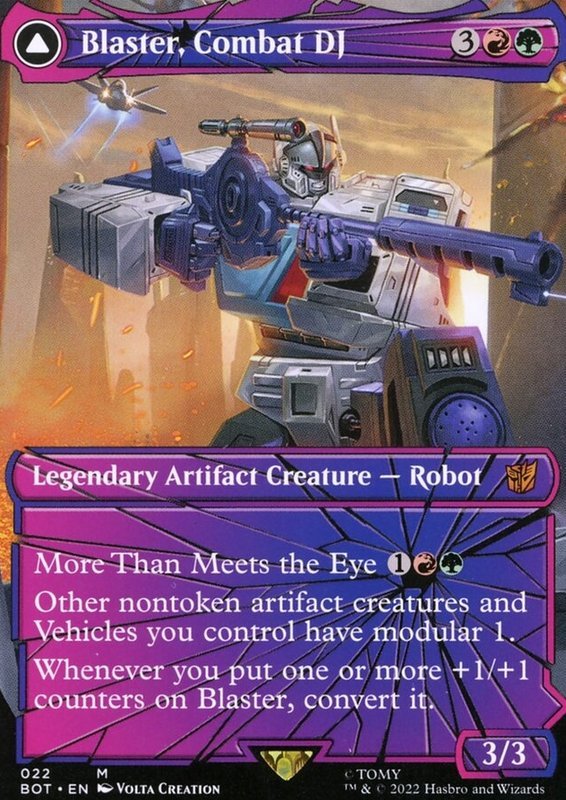 Blaster, Combat DJ 3
Legendary Artifact Creature — Robot
More Than Meets the Eye 1
Other nontoken artifact creatures and
Vehicles you control have modular 1.
Whenever you put one or more +1/+1
counters on Blaster, convert it.
3/3
022 M
BOT • EN VOLTA CREATION
© TOMY
™ & © 2022 Hasbro and Wizards